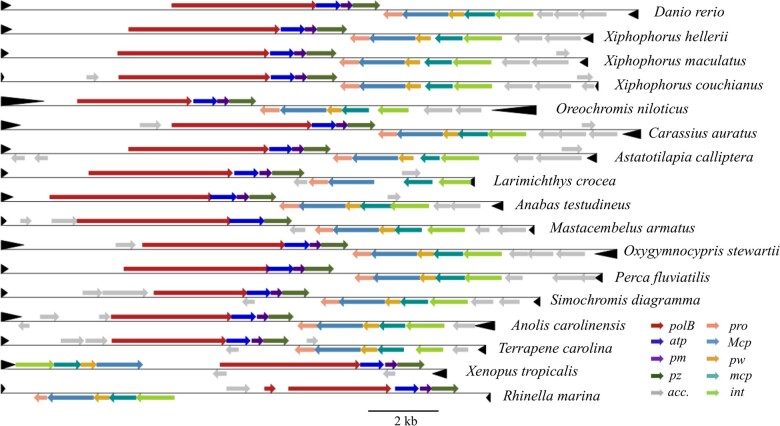 Danio rerio
Xiphophorus hellerii
Xiphophorus maculatus
Xiphophorus couchianus
Oreochromis niloticus
Carassius auratus
Astatotilapia calliptera
Larimichthys crocea
Anabas testudineus
Mastacembelus armatus
Oxygymnocypris stewartii
Perca fluviatilis
Simochromis diagramma
Anolis carolinensis
Terrapene carolina
Xenopus tropicalis
Rhinella marina
polB pro
atp Mcp
pm pw
pz mcp
acc. int
2 kb